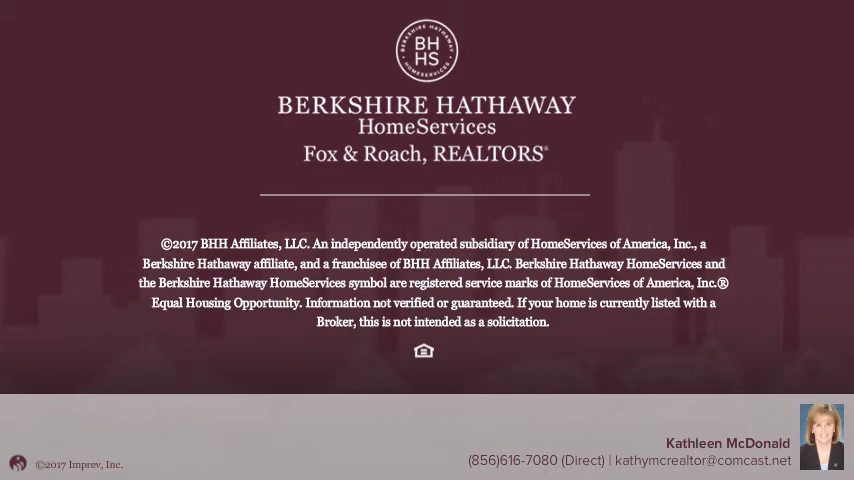 BERKSHIRE HATHAWAY
HOMESERVICES
BH
HS
BERKSHIRE HATHAWAY
HomeServices
Fox & Roach, REALTORS®
©2017 BHH Affiliates, LLC. An independently operated subsidiary of HomeServices of America, Inc., a
Berkshire Hathaway affiliate, and a franchisee of BHH Affiliates, LLC. Berkshire Hathaway HomeServices and
the Berkshire Hathaway HomeServices symbol are registered service marks of HomeServices of America, Inc.®
Equal Housing Opportunity. Information not verified or guaranteed. If your home is currently listed with a
Broker, this is not intended as a solicitation.
Kathleen McDonald
(856)616-7080 (Direct) | kathymcrealtor@comcast.net
©2017 Imprev, Inc.